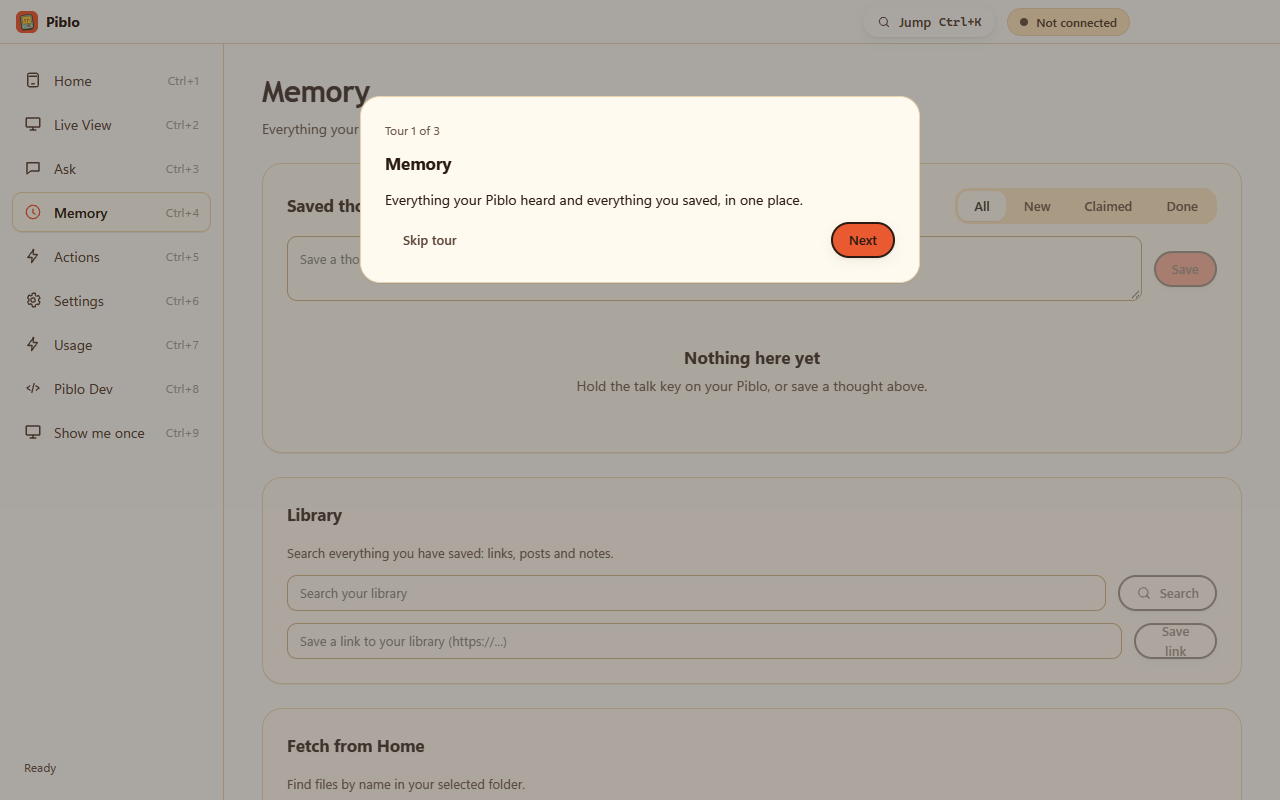 Piblo
Jump Ctrl+K
Not connected
Home Ctrl+1
Live View Ctrl+2
Ask Ctrl+3
Memory Ctrl+4
Actions Ctrl+5
Settings Ctrl+6
Usage Ctrl+7
Piblo Dev Ctrl+8
Show me once Ctrl+9
Ready
Memory
Everything your
Tour 1 of 3
Memory
Everything your Piblo heard and everything you saved, in one place.
Skip tour
Next
Saved
All New Claimed Done
Save a
Save
Nothing here yet
Hold the talk key on your Piblo, or save a thought above.
Library
Search everything you have saved: links, posts and notes.
Search your library
Search
Save a link to your library (https://...)
Save
link
Fetch from Home
Find files by name in your selected folder.